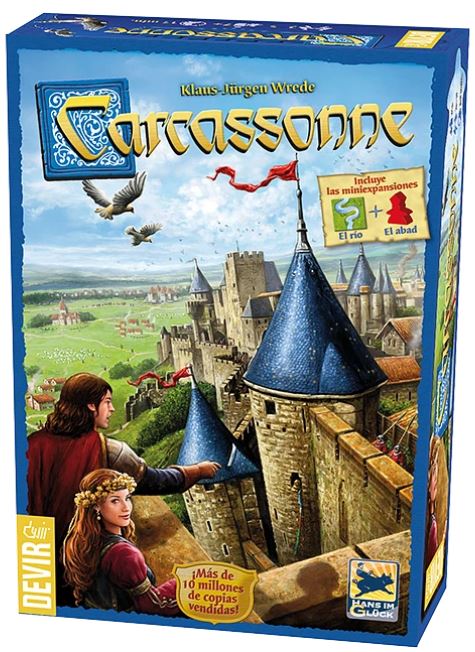 Klaus-Jürgen Wrede
Carcassonne
Incluye
las miniexpansiones
+
El río
El abad
¡Más de
10 millones
de copias
vendidas!
DEVIR
HANS IM
GLÜCK